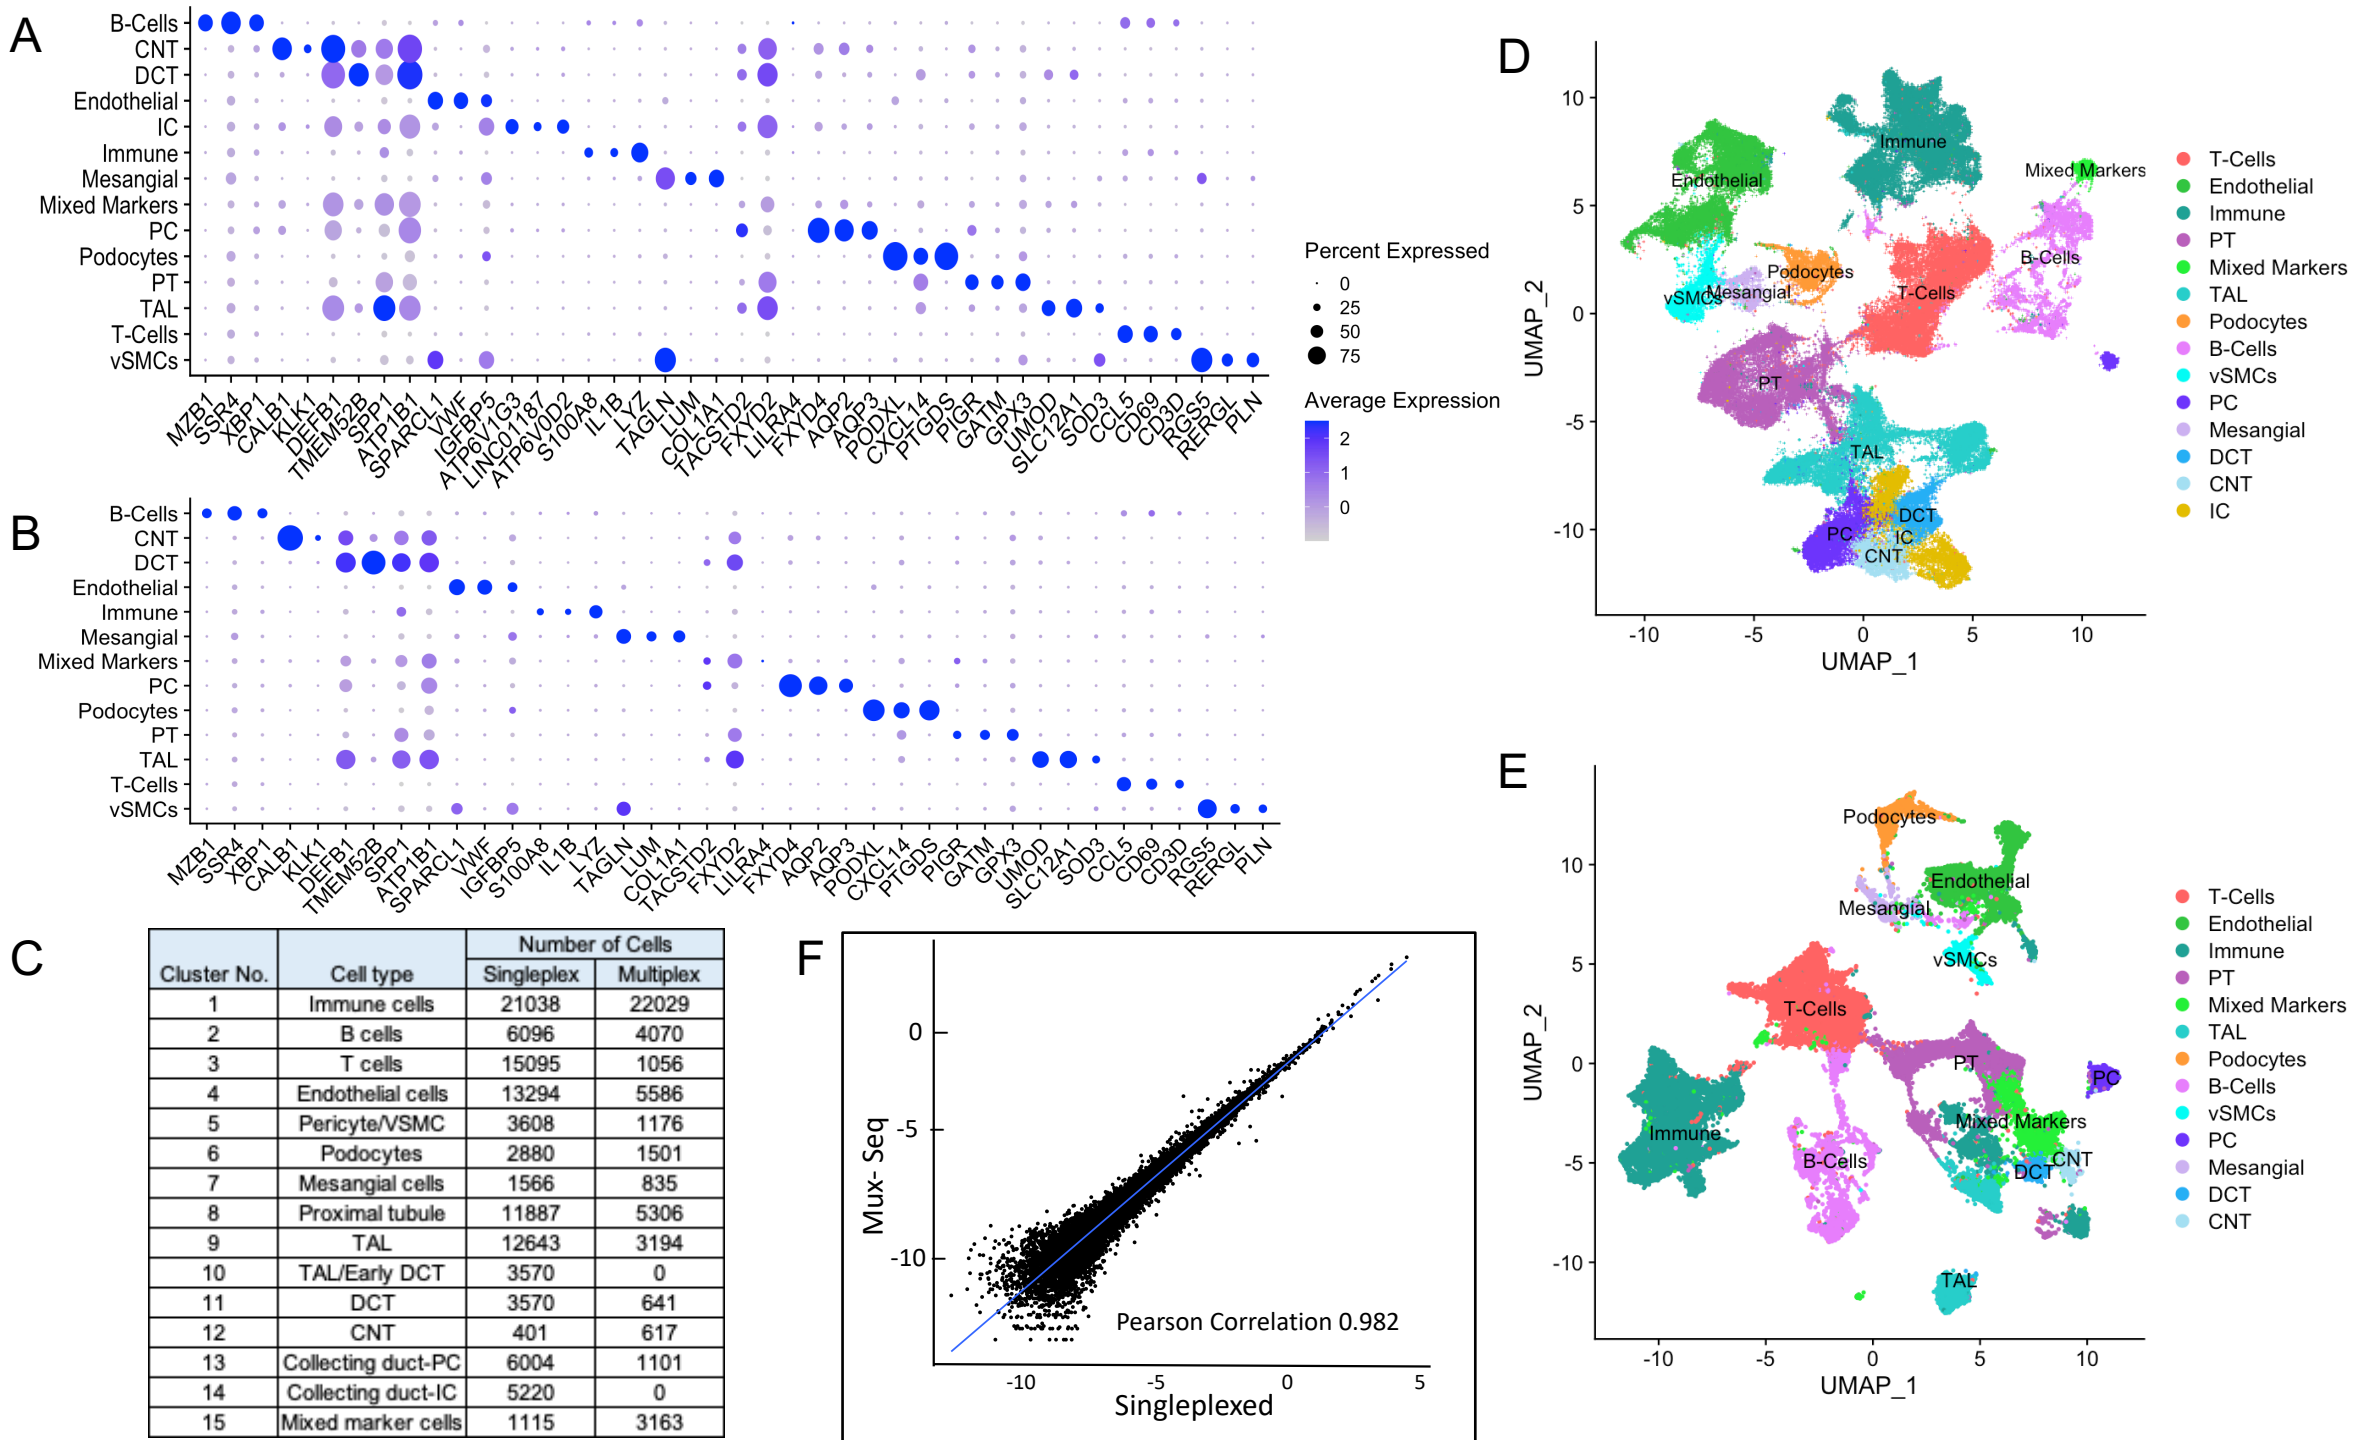 A
B-Cells
CNT
DCT
Endothelial
IC
Immune
Mesangial
Mixed Markers
PC
Podocytes
PT
TAL
T-Cells
vSMCs
MZB1 SSR4 XBP1 CALB1 KLK1 DEFB1 TMEM52B SPP1 ATP1B1 SPARCL1 VWF IGFBP5 ATP6V1G3 LINC01187 ATP6V0D2 S100A8 IL1B LYZ TAGLN LUM COL1A1 TACSTD2 FXYD2 LILRA4 FXYD4 AQP2 AQP3 PODXL CXCL14 PTGDS PIGR GATM GPX3 UMOD SLC12A1 SOD3 CCL5 CD69 CD3D RGS5 RERGL PLN
Percent Expressed
0
25
50
75
Average Expression
2
1
0
B
B-Cells
CNT
DCT
Endothelial
Immune
Mesangial
Mixed Markers
PC
Podocytes
PT
TAL
T-Cells
vSMCs
MZB1 SSR4 XBP1 CALB1 KLK1 DEFB1 TMEM52B SPP1 ATP1B1 SPARCL1 VWF IGFBP5 S100A8 IL1B LYZ TAGLN LUM COL1A1 TACSTD2 FXYD2 LILRA4 FXYD4 AQP2 AQP3 PODXL CXCL14 PTGDS PIGR GATM GPX3 UMOD SLC12A1 SOD3 CCL5 CD69 CD3D RGS5 RERGL PLN
C
Number of Cells
Cluster No. Cell type Singleplex Multiplex
1 Immune cells 21038 22029
2 B cells 6096 4070
3 T cells 15095 1056
4 Endothelial cells 13294 5586
5 Pericyte/VSMC 3608 1176
6 Podocytes 2880 1501
7 Mesangial cells 1566 835
8 Proximal tubule 11887 5306
9 TAL 12643 3194
10 TAL/Early DCT 3570 0
11 DCT 3570 641
12 CNT 401 617
13 Collecting duct-PC 6004 1101
14 Collecting duct-IC 5220 0
15 Mixed marker cells 1115 3163
D
UMAP_2
10
5
0
-5
-10
Immune
Endothelial
Mixed Markers
B-Cells
Podocytes
Mesangial
vSMCs
T-Cells
PT
TAL
DCT
PC
IC
CNT
-10 -5 0 5 10
UMAP_1
T-Cells
Endothelial
Immune
PT
Mixed Markers
TAL
Podocytes
B-Cells
vSMCs
PC
Mesangial
DCT
CNT
IC
E
UMAP_2
10
5
0
-5
-10
Podocytes
Endothelial
Mesangial
vSMCs
T-Cells
PT
PC
Mixed Markers
Immune
B-Cells
CNT
DCT
TAL
-10 -5 0 5 10
UMAP_1
T-Cells
Endothelial
Immune
PT
Mixed Markers
TAL
Podocytes
B-Cells
vSMCs
PC
Mesangial
DCT
CNT
F
Mux- Seq
0
-5
-10
Pearson Correlation 0.982
-10 -5 0 5
Singleplexed